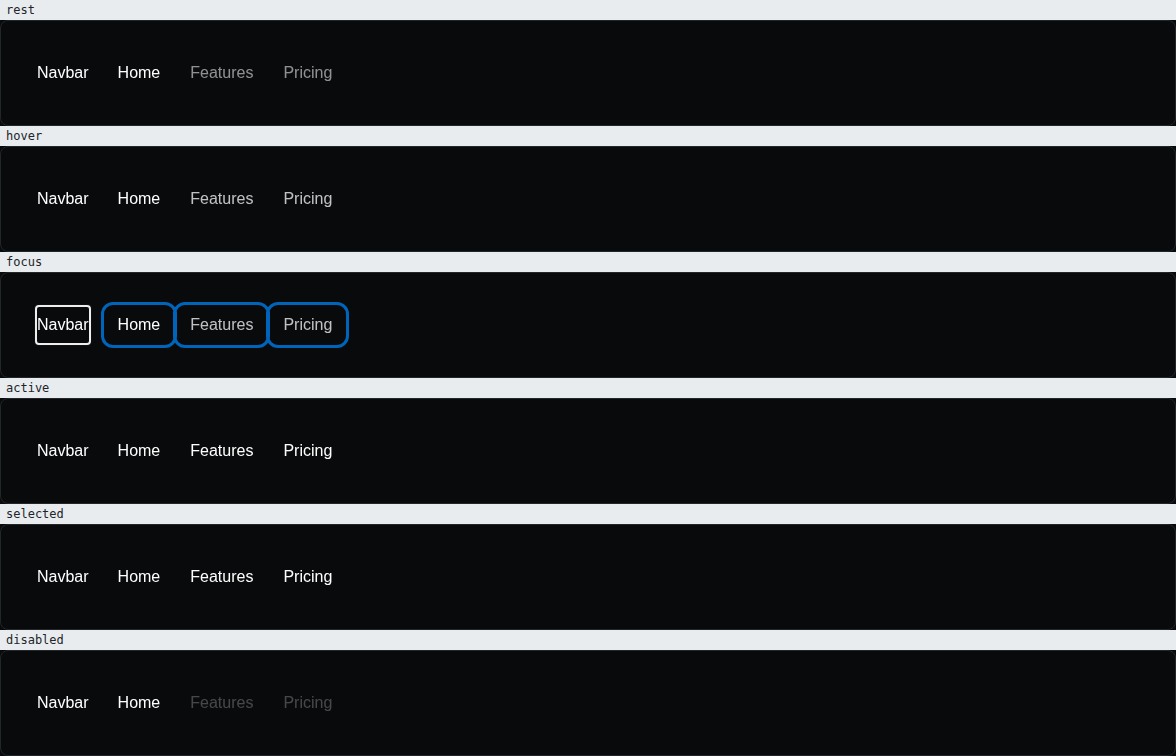 rest
Navbar Home Features Pricing
hover
Navbar Home Features Pricing
focus
Navbar Home Features Pricing
active
Navbar Home Features Pricing
selected
Navbar Home Features Pricing
disabled
Navbar Home Features Pricing